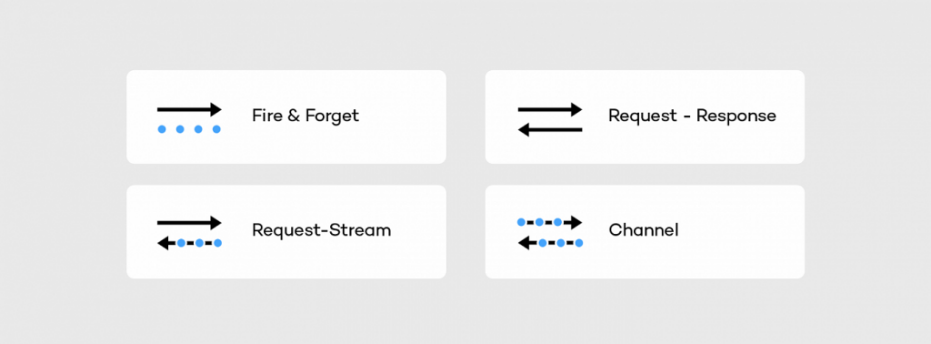 Fire & Forget
Request - Response
Request-Stream
Channel